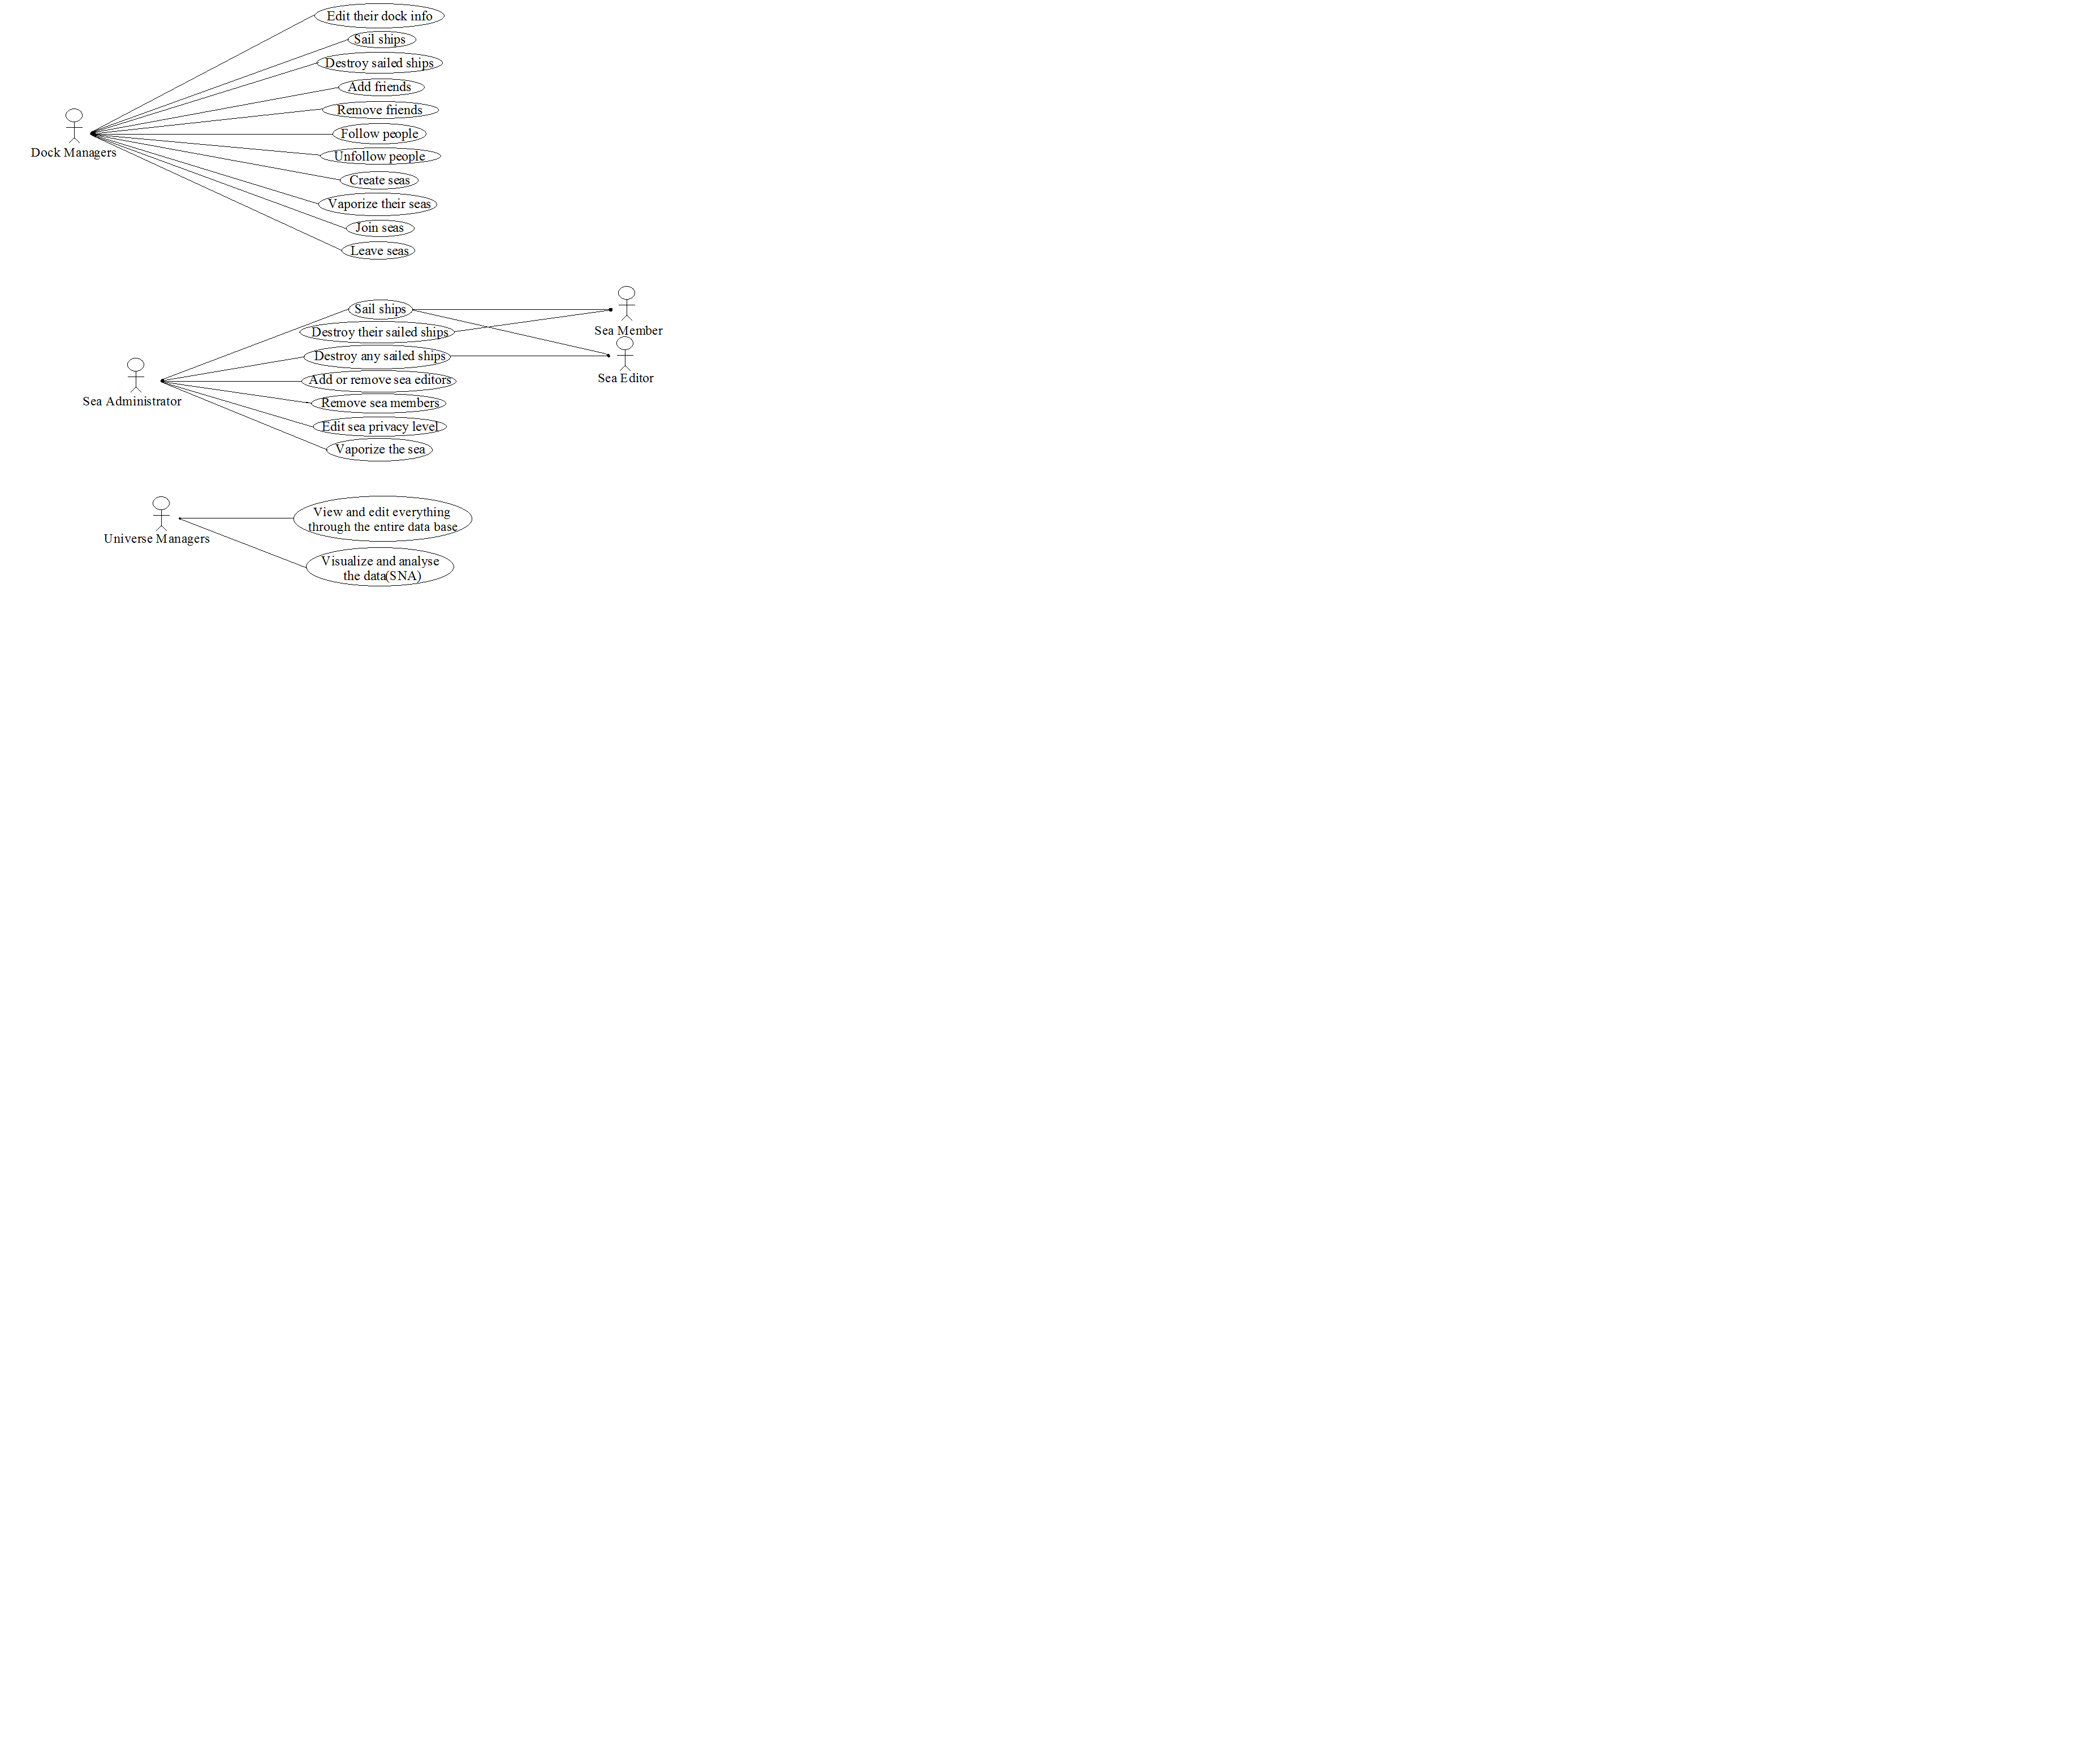 Edit their dock info
Sail ships
Destroy sailed ships
Add friends
Remove friends
Follow people
Unfollow people
Create seas
Vaporize their seas
Join seas
Leave seas
Dock Managers
Sail ships
Destroy their sailed ships
Destroy any sailed ships
Add or remove sea editors
Remove sea members
Edit sea privacy level
Vaporize the sea
Sea Administrator
Sea Member
Sea Editor
View and edit everything
through the entire data base
Visualize and analyse
the data(SNA)
Universe Managers